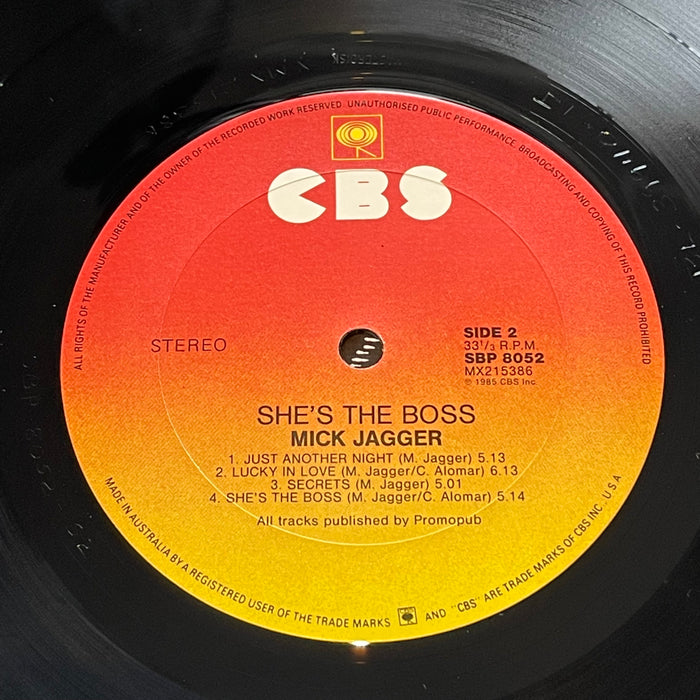 ALL RIGHTS OF THE MANUFACTURER AND OF THE OWNER OF THE RECORDED WORK RESERVED. UNAUTHORISED PUBLIC PERFORMANCE, BROADCASTING AND COPYING OF THIS RECORD PROHIBITED
CBS
STEREO
SIDE 2
33⅓ R.P.M.
SBP 8052
MX215386
℗ 1985 CBS Inc.
SHE'S THE BOSS
MICK JAGGER
1. JUST ANOTHER NIGHT (M. Jagger) 5.13
2. LUCKY IN LOVE (M. Jagger/C. Alomar) 6.13
3. SECRETS (M. Jagger) 5.01
4. SHE'S THE BOSS (M. Jagger/C. Alomar) 5.14
All tracks published by Promopub
MADE IN AUSTRALIA BY A REGISTERED USER OF THE TRADE MARKS AND "CBS" ARE TRADE MARKS OF CBS INC. U S A